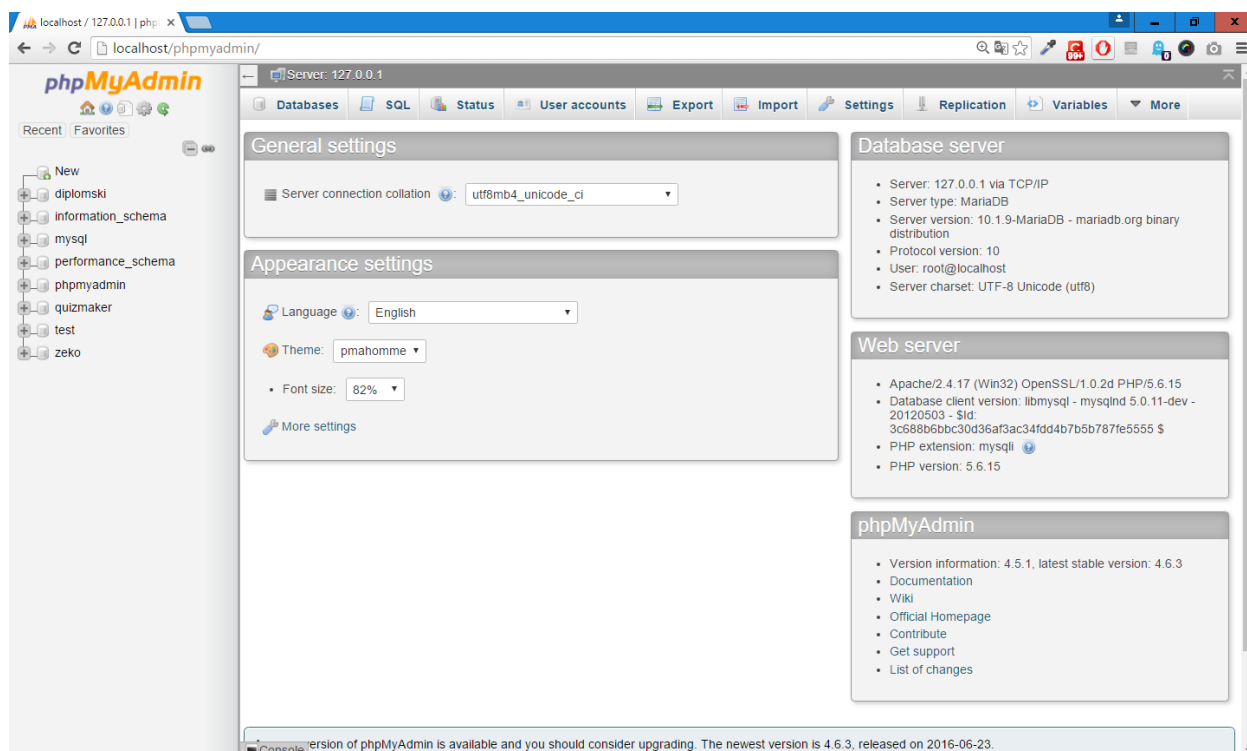 localhost / 127.0.0.1 | php
localhost/phpmyadmin/
99+
0
phpMyAdmin
Recent Favorites
New
diplomski
information_schema
mysql
performance_schema
phpmyadmin
quizmaker
test
zeko
Server: 127.0.0.1
Databases SQL Status User accounts Export Import Settings Replication Variables More
General settings
Server connection collation : utf8mb4_unicode_ci
Appearance settings
Language : English
Theme: pmahomme
Font size: 82%
More settings
Database server
Server: 127.0.0.1 via TCP/IP
Server type: MariaDB
Server version: 10.1.9-MariaDB - mariadb.org binary
distribution
Protocol version: 10
User: root@localhost
Server charset: UTF-8 Unicode (utf8)
Web server
Apache/2.4.17 (Win32) OpenSSL/1.0.2d PHP/5.6.15
Database client version: libmysql - mysqlnd 5.0.11-dev -
20120503 - $Id:
3c688b6bbc30d36af3ac34fdd4b7b5b787fe5555 $
PHP extension: mysqli
PHP version: 5.6.15
phpMyAdmin
Version information: 4.5.1, latest stable version: 4.6.3
Documentation
Wiki
Official Homepage
Contribute
Get support
List of changes
version of phpMyAdmin is available and you should consider upgrading. The newest version is 4.6.3, released on 2016-06-23.
Console